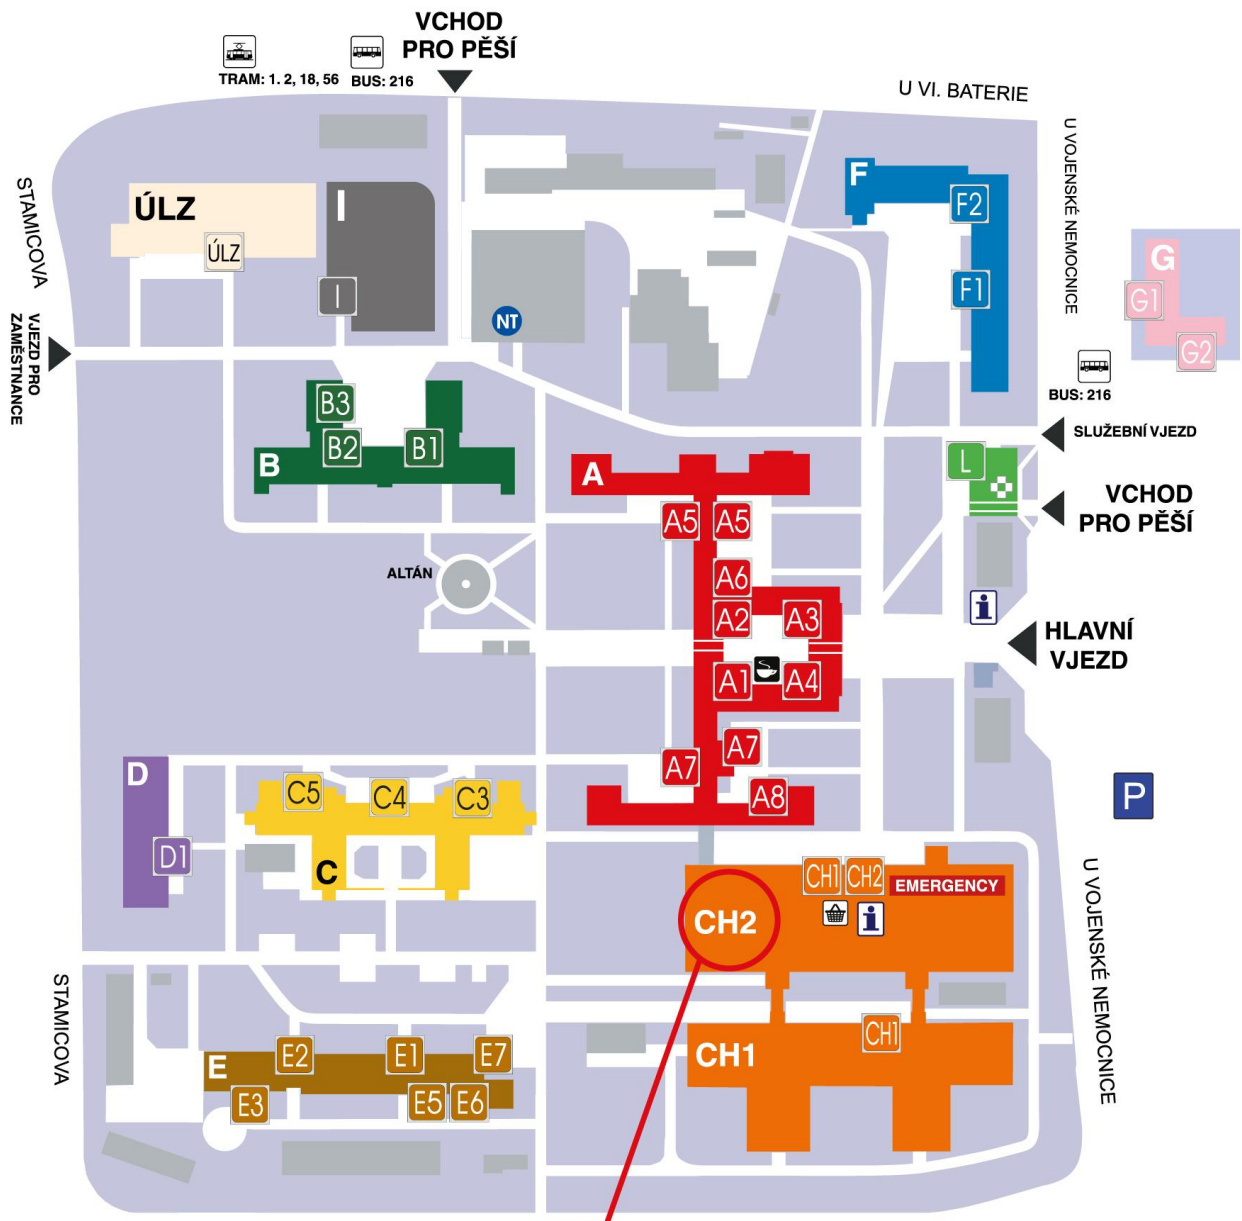 VCHOD
PRO PĚŠÍ
TRAM: 1. 2, 18, 56
BUS: 216
U VI. BATERIE
U VOJENSKÉ NEMOCNICE
STAMICOVA
ÚLZ
ÚLZ
I
I
F
F2
F1
G
G1
G2
NT
VJEZD PRO
ZAMĚSTNANCE
BUS: 216
SLUŽEBNÍ VJEZD
B3
B2
B1
B
A
L
VCHOD
PRO PĚŠÍ
A5
A5
ALTÁN
A6
A2
A3
HLAVNÍ
VJEZD
A1
A4
A7
A7
A8
D
D1
C5
C4
C3
C
P
CH1
CH2
EMERGENCY
CH2
U VOJENSKÉ NEMOCNICE
STAMICOVA
CH1
CH1
E
E2
E1
E7
E3
E5
E6